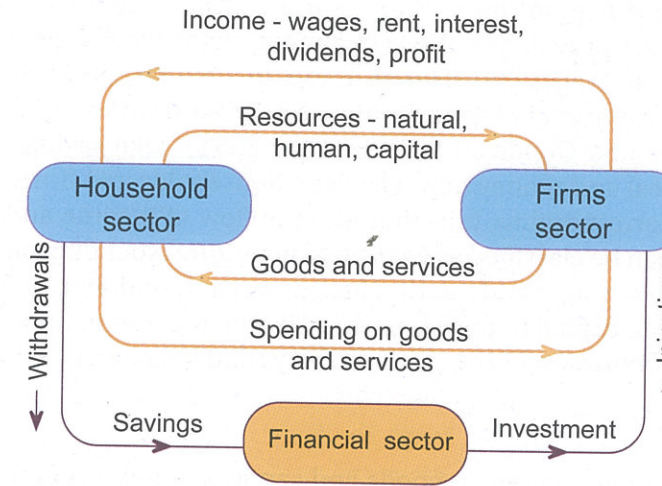 Income - wages, rent, interest,
dividends, profit
Resources - natural,
human, capital
Household
sector
Firms
sector
Goods and services
Withdrawals
Spending on goods
and services
Savings
Financial sector
Investment